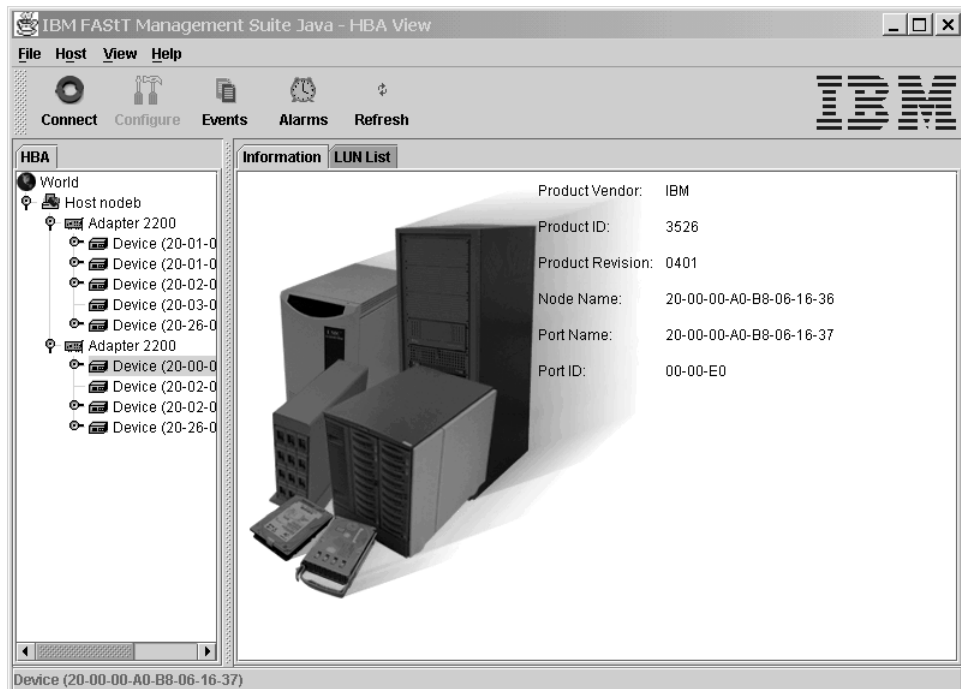 IBM FAStT Management Suite Java - HBA View
File Host View Help
Connect Configure Events Alarms Refresh
IBM
HBA
World
Host nodeb
Adapter 2200
Device (20-01-0
Device (20-01-0
Device (20-02-0
Device (20-03-0
Device (20-26-0
Adapter 2200
Device (20-00-0
Device (20-02-0
Device (20-02-0
Device (20-26-0
Information LUN List
Product Vendor: IBM
Product ID: 3526
Product Revision: 0401
Node Name: 20-00-00-A0-B8-06-16-36
Port Name: 20-00-00-A0-B8-06-16-37
Port ID: 00-00-E0
Device (20-00-00-A0-B8-06-16-37)